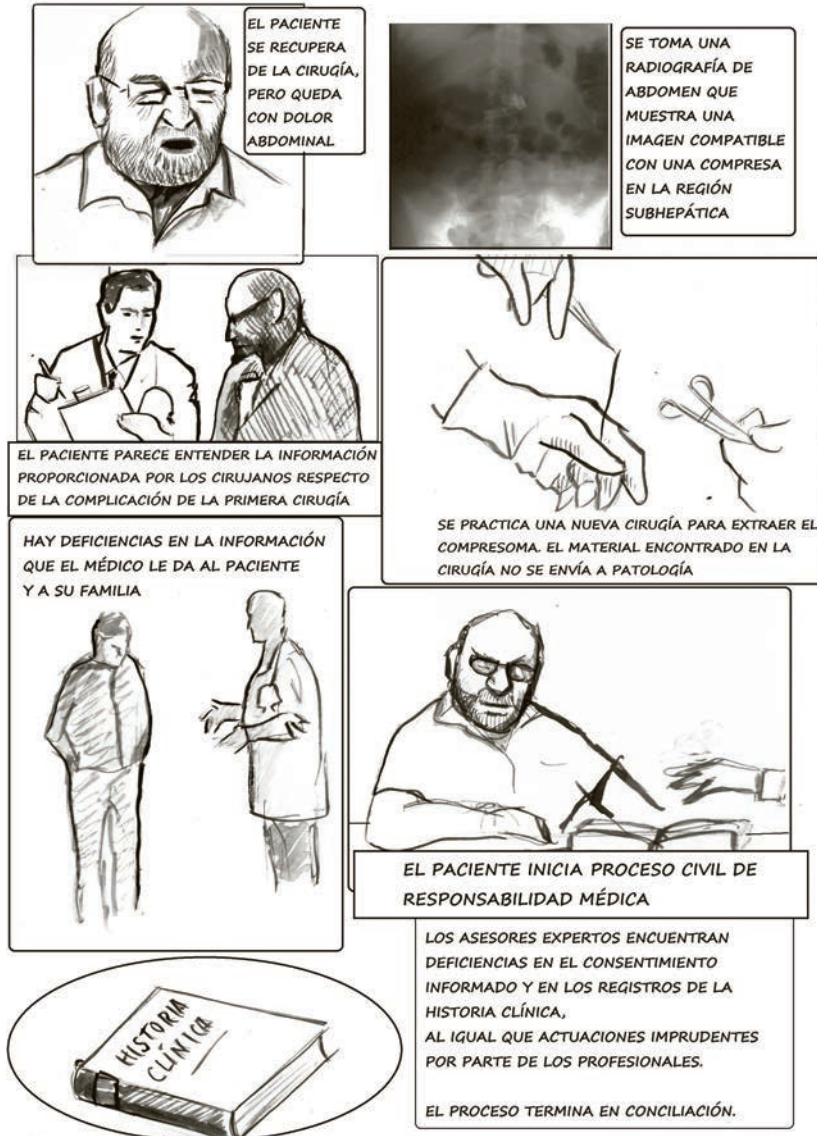 EL PACIENTE
SE RECUPERA
DE LA CIRUGÍA,
PERO QUEDA
CON DOLOR
ABDOMINAL
SE TOMA UNA
RADIOGRAFÍA DE
ABDOMEN QUE
MUESTRA UNA
IMAGEN COMPATIBLE
CON UNA COMPRESA
EN LA REGIÓN
SUBHEPÁTICA
EL PACIENTE PARECE ENTENDER LA INFORMACIÓN
PROPORCIONADA POR LOS CIRUJANOS RESPECTO
DE LA COMPLICACIÓN DE LA PRIMERA CIRUGÍA
SE PRACTICA UNA NUEVA CIRUGÍA PARA EXTRAER EL
COMPRESOMA. EL MATERIAL ENCONTRADO EN LA
CIRUGÍA NO SE ENVÍA A PATOLOGÍA
HAY DEFICIENCIAS EN LA INFORMACIÓN
QUE EL MÉDICO LE DA AL PACIENTE
Y A SU FAMILIA
EL PACIENTE INICIA PROCESO CIVIL DE
RESPONSABILIDAD MÉDICA
LOS ASESORES EXPERTOS ENCUENTRAN
DEFICIENCIAS EN EL CONSENTIMIENTO
INFORMADO Y EN LOS REGISTROS DE LA
HISTORIA CLÍNICA,
AL IGUAL QUE ACTUACIONES IMPRUDENTES
POR PARTE DE LOS PROFESIONALES.
EL PROCESO TERMINA EN CONCILIACIÓN.
HISTORIA
CLÍNICA